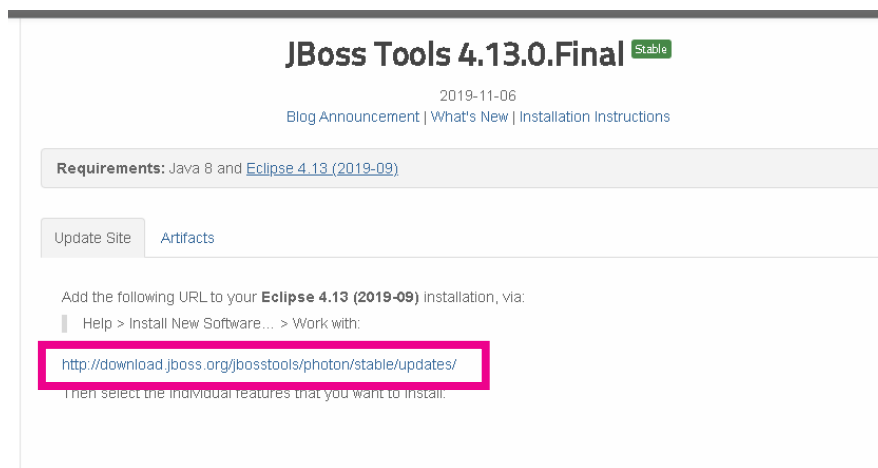 JBoss Tools 4.13.0.Final Stable
2019-11-06
Blog Announcement | What's New | Installation Instructions
Requirements: Java 8 and Eclipse 4.13 (2019-09)
Update Site Artifacts
Add the following URL to your Eclipse 4.13 (2019-09) installation, via:
Help > Install New Software... > Work with:
http://download.jboss.org/jbosstools/photon/stable/updates/
Then select the individual features that you want to install: